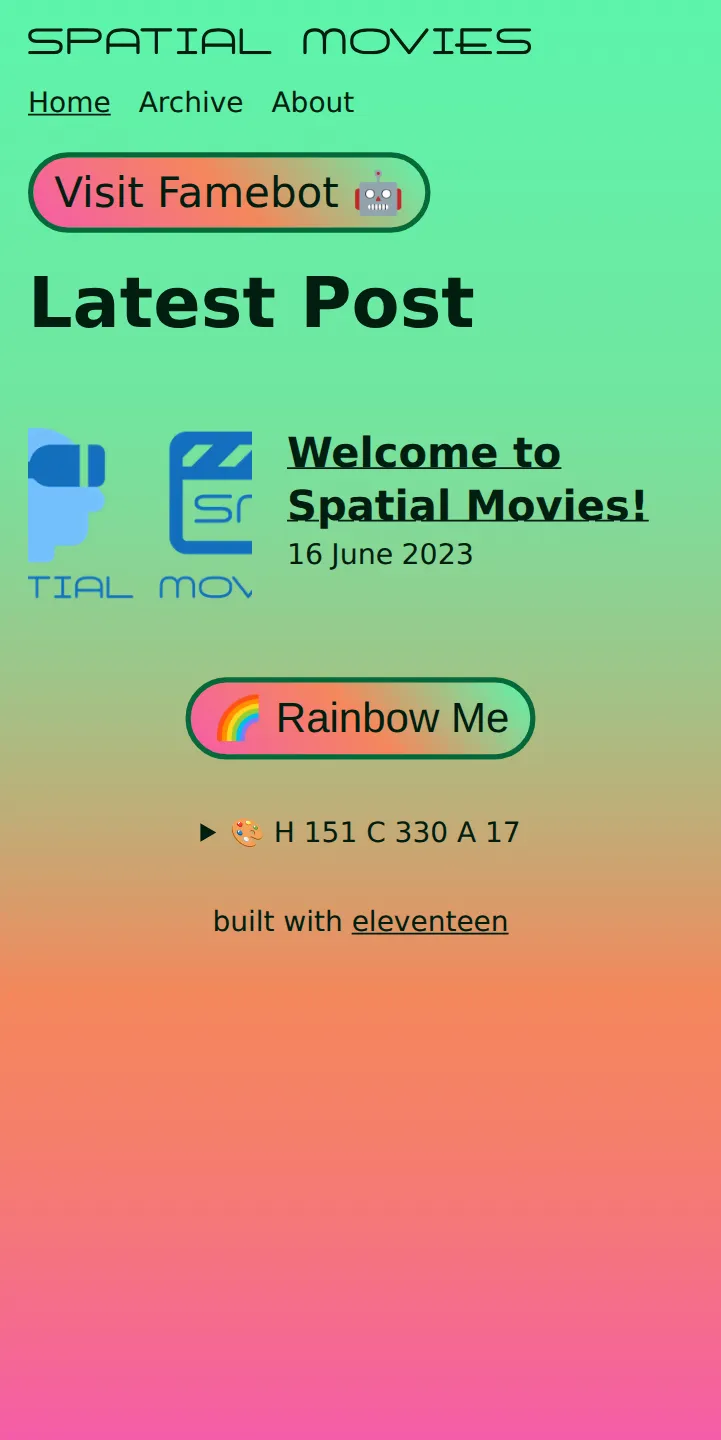 SPATIAL MOVIES
Home Archive About
Visit Famebot 🤖
Latest Post
TIAL MOV
Welcome to
Spatial Movies!
16 June 2023
🌈 Rainbow Me
▶ 🎨 H 151 C 330 A 17
built with eleventeen